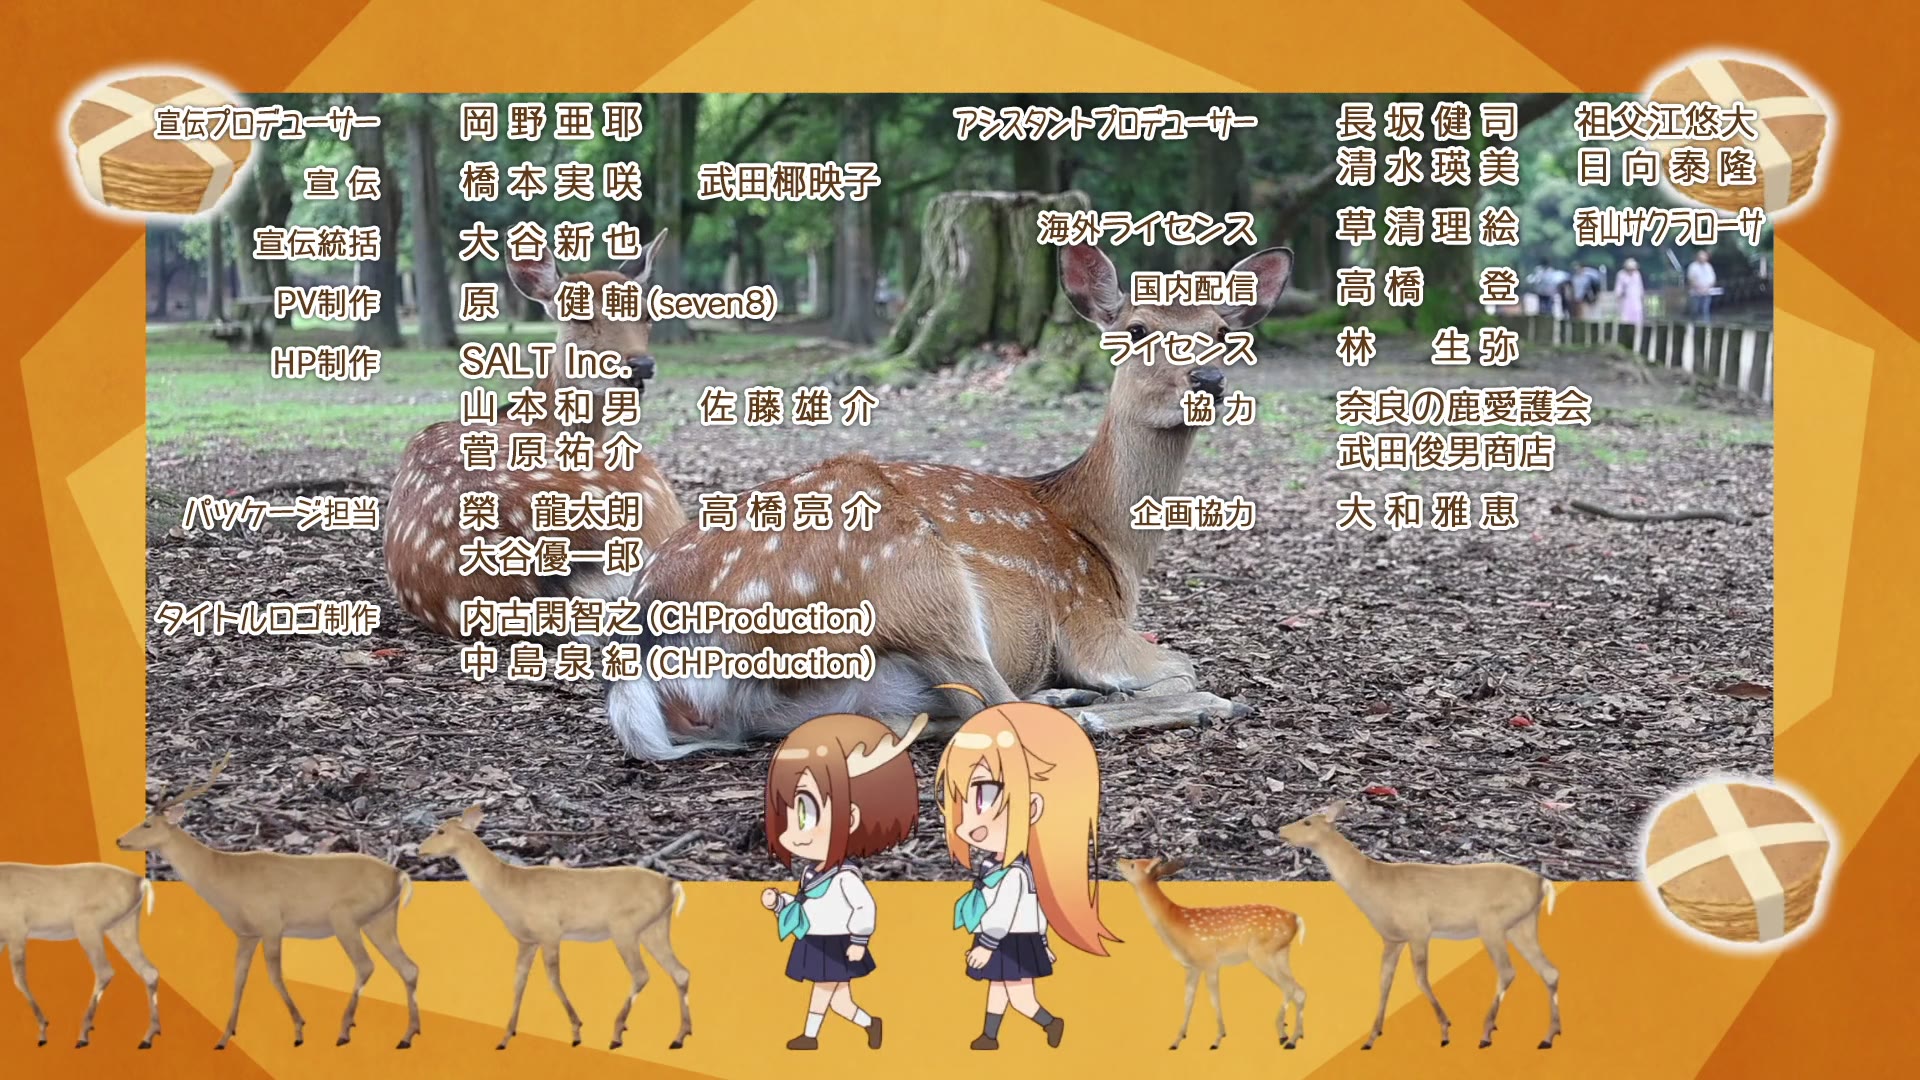 宣伝プロデューサー 岡野亜耶
宣伝 橋本実咲 武田椰映子
宣伝統括 大谷新也
PV制作 原 健輔(seven8)
HP制作 SALT Inc.
山本和男 佐藤雄介
菅原祐介
パッケージ担当 榮 龍太朗 高橋亮介
大谷優一郎
タイトルロゴ制作 内古閑智之(CHProduction)
中島泉紀(CHProduction)
アシスタントプロデューサー 長坂健司 祖父江悠大
清水瑛美 日向泰隆
海外ライセンス 草清理絵 香山サクラローサ
国内配信 高橋 登
ライセンス 林 生弥
協力 奈良の鹿愛護会
武田俊男商店
企画協力 大和雅恵